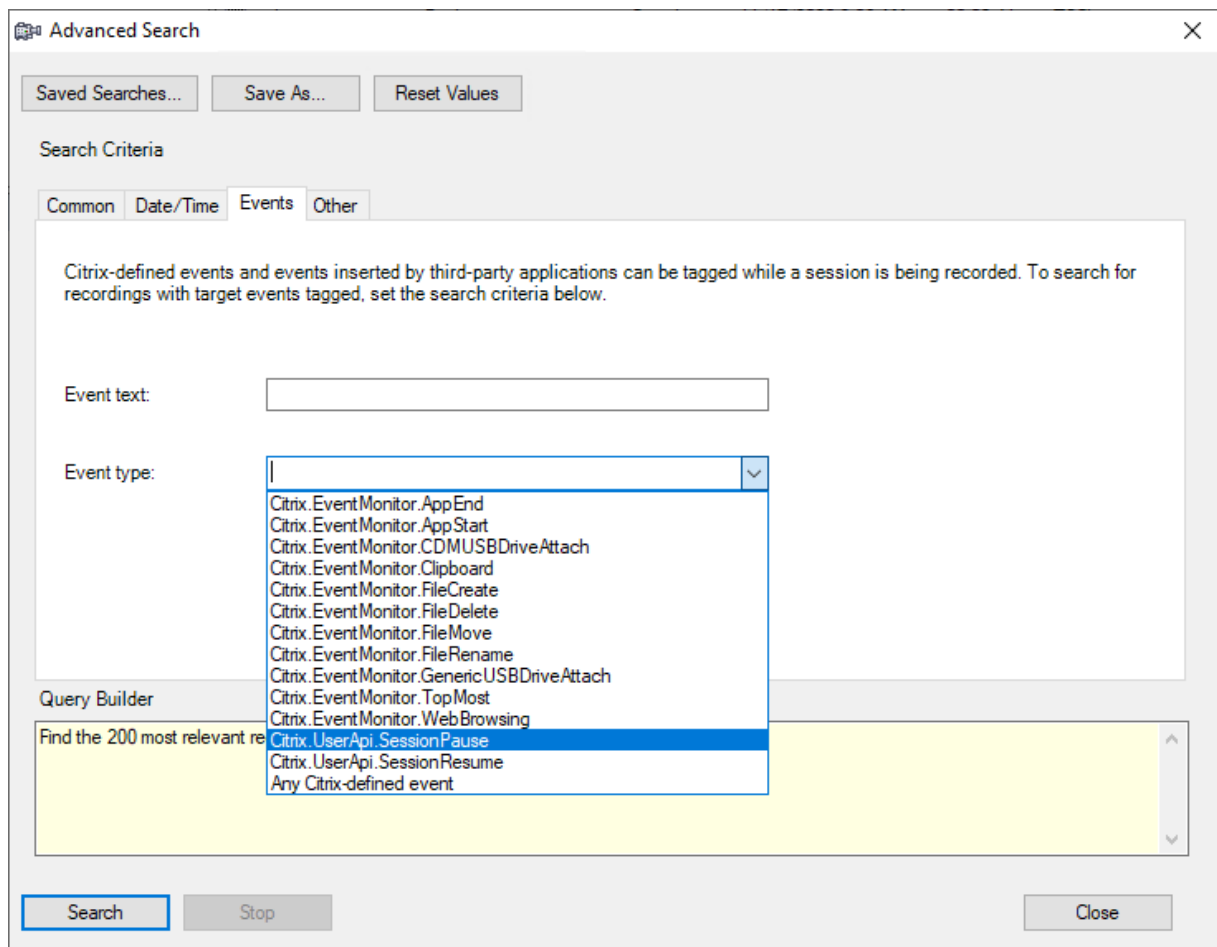 Advanced Search
Saved Searches... Save As... Reset Values
Search Criteria
Common Date/Time Events Other
Citrix-defined events and events inserted by third-party applications can be tagged while a session is being recorded. To search for
recordings with target events tagged, set the search criteria below.
Event text:
Event type:
Citrix.EventMonitor.AppEnd
Citrix.EventMonitor.AppStart
Citrix.EventMonitor.CDMUSBDriveAttach
Citrix.EventMonitor.Clipboard
Citrix.EventMonitor.FileCreate
Citrix.EventMonitor.FileDelete
Citrix.EventMonitor.FileMove
Citrix.EventMonitor.FileRename
Citrix.EventMonitor.GenericUSBDriveAttach
Citrix.EventMonitor.TopMost
Citrix.EventMonitor.WebBrowsing
Citrix.UserApi.SessionPause
Citrix.UserApi.SessionResume
Any Citrix-defined event
Query Builder
Find the 200 most relevant re
Search Stop Close